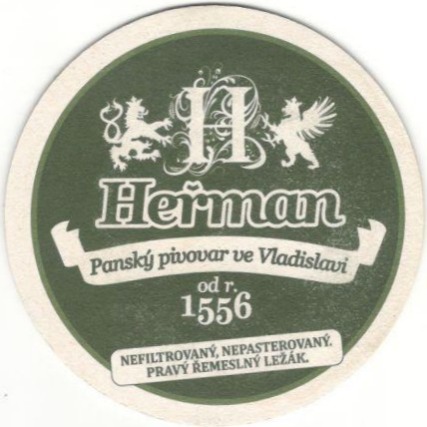 H
Heřman
Panský pivovar ve Vladislavi
od r.
1556
NEFILTROVANÝ, NEPASTEROVANÝ.
PRAVÝ ŘEMESLNÝ LEŽÁK.